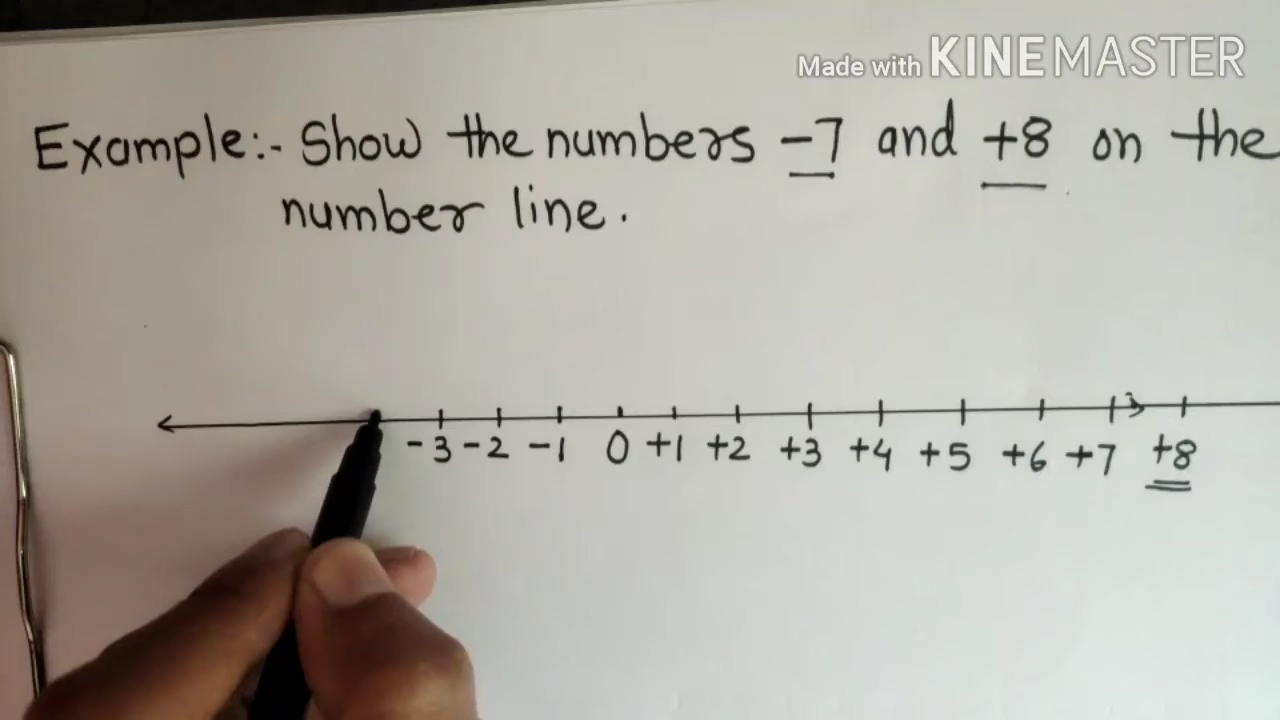 Made with KINEMASTER
Example:- Show the numbers -7 and +8 on the
number line.
-3 -2 -1 0 +1 +2 +3 +4 +5 +6 +7 +8